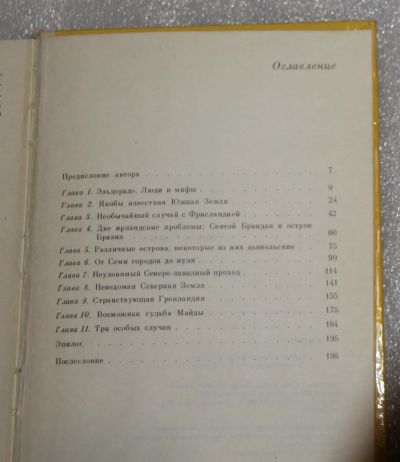 Оглавление
Предисловие автора 7
Глава 1. Эльдорадо. Люди и мифы 9
Глава 2. Якобы известная Южная Земля 24
Глава 3. Необычайный случай с Фрисландией 42
Глава 4. Две ирландские проблемы: Святой Брандан и остров
Бразил 60
Глава 5. Различные острова, некоторые из них дьявольские 75
Глава 6. От Семи городов до нуля 99
Глава 7. Неуловимый Северо-западный проход 114
Глава 8. Неведомая Северная Земля 141
Глава 9. Странствующая Гренландия 155
Глава 10. Возможная судьба Майды 175
Глава 11. Три особых случая 184
Эпилог 195
Послесловие 198